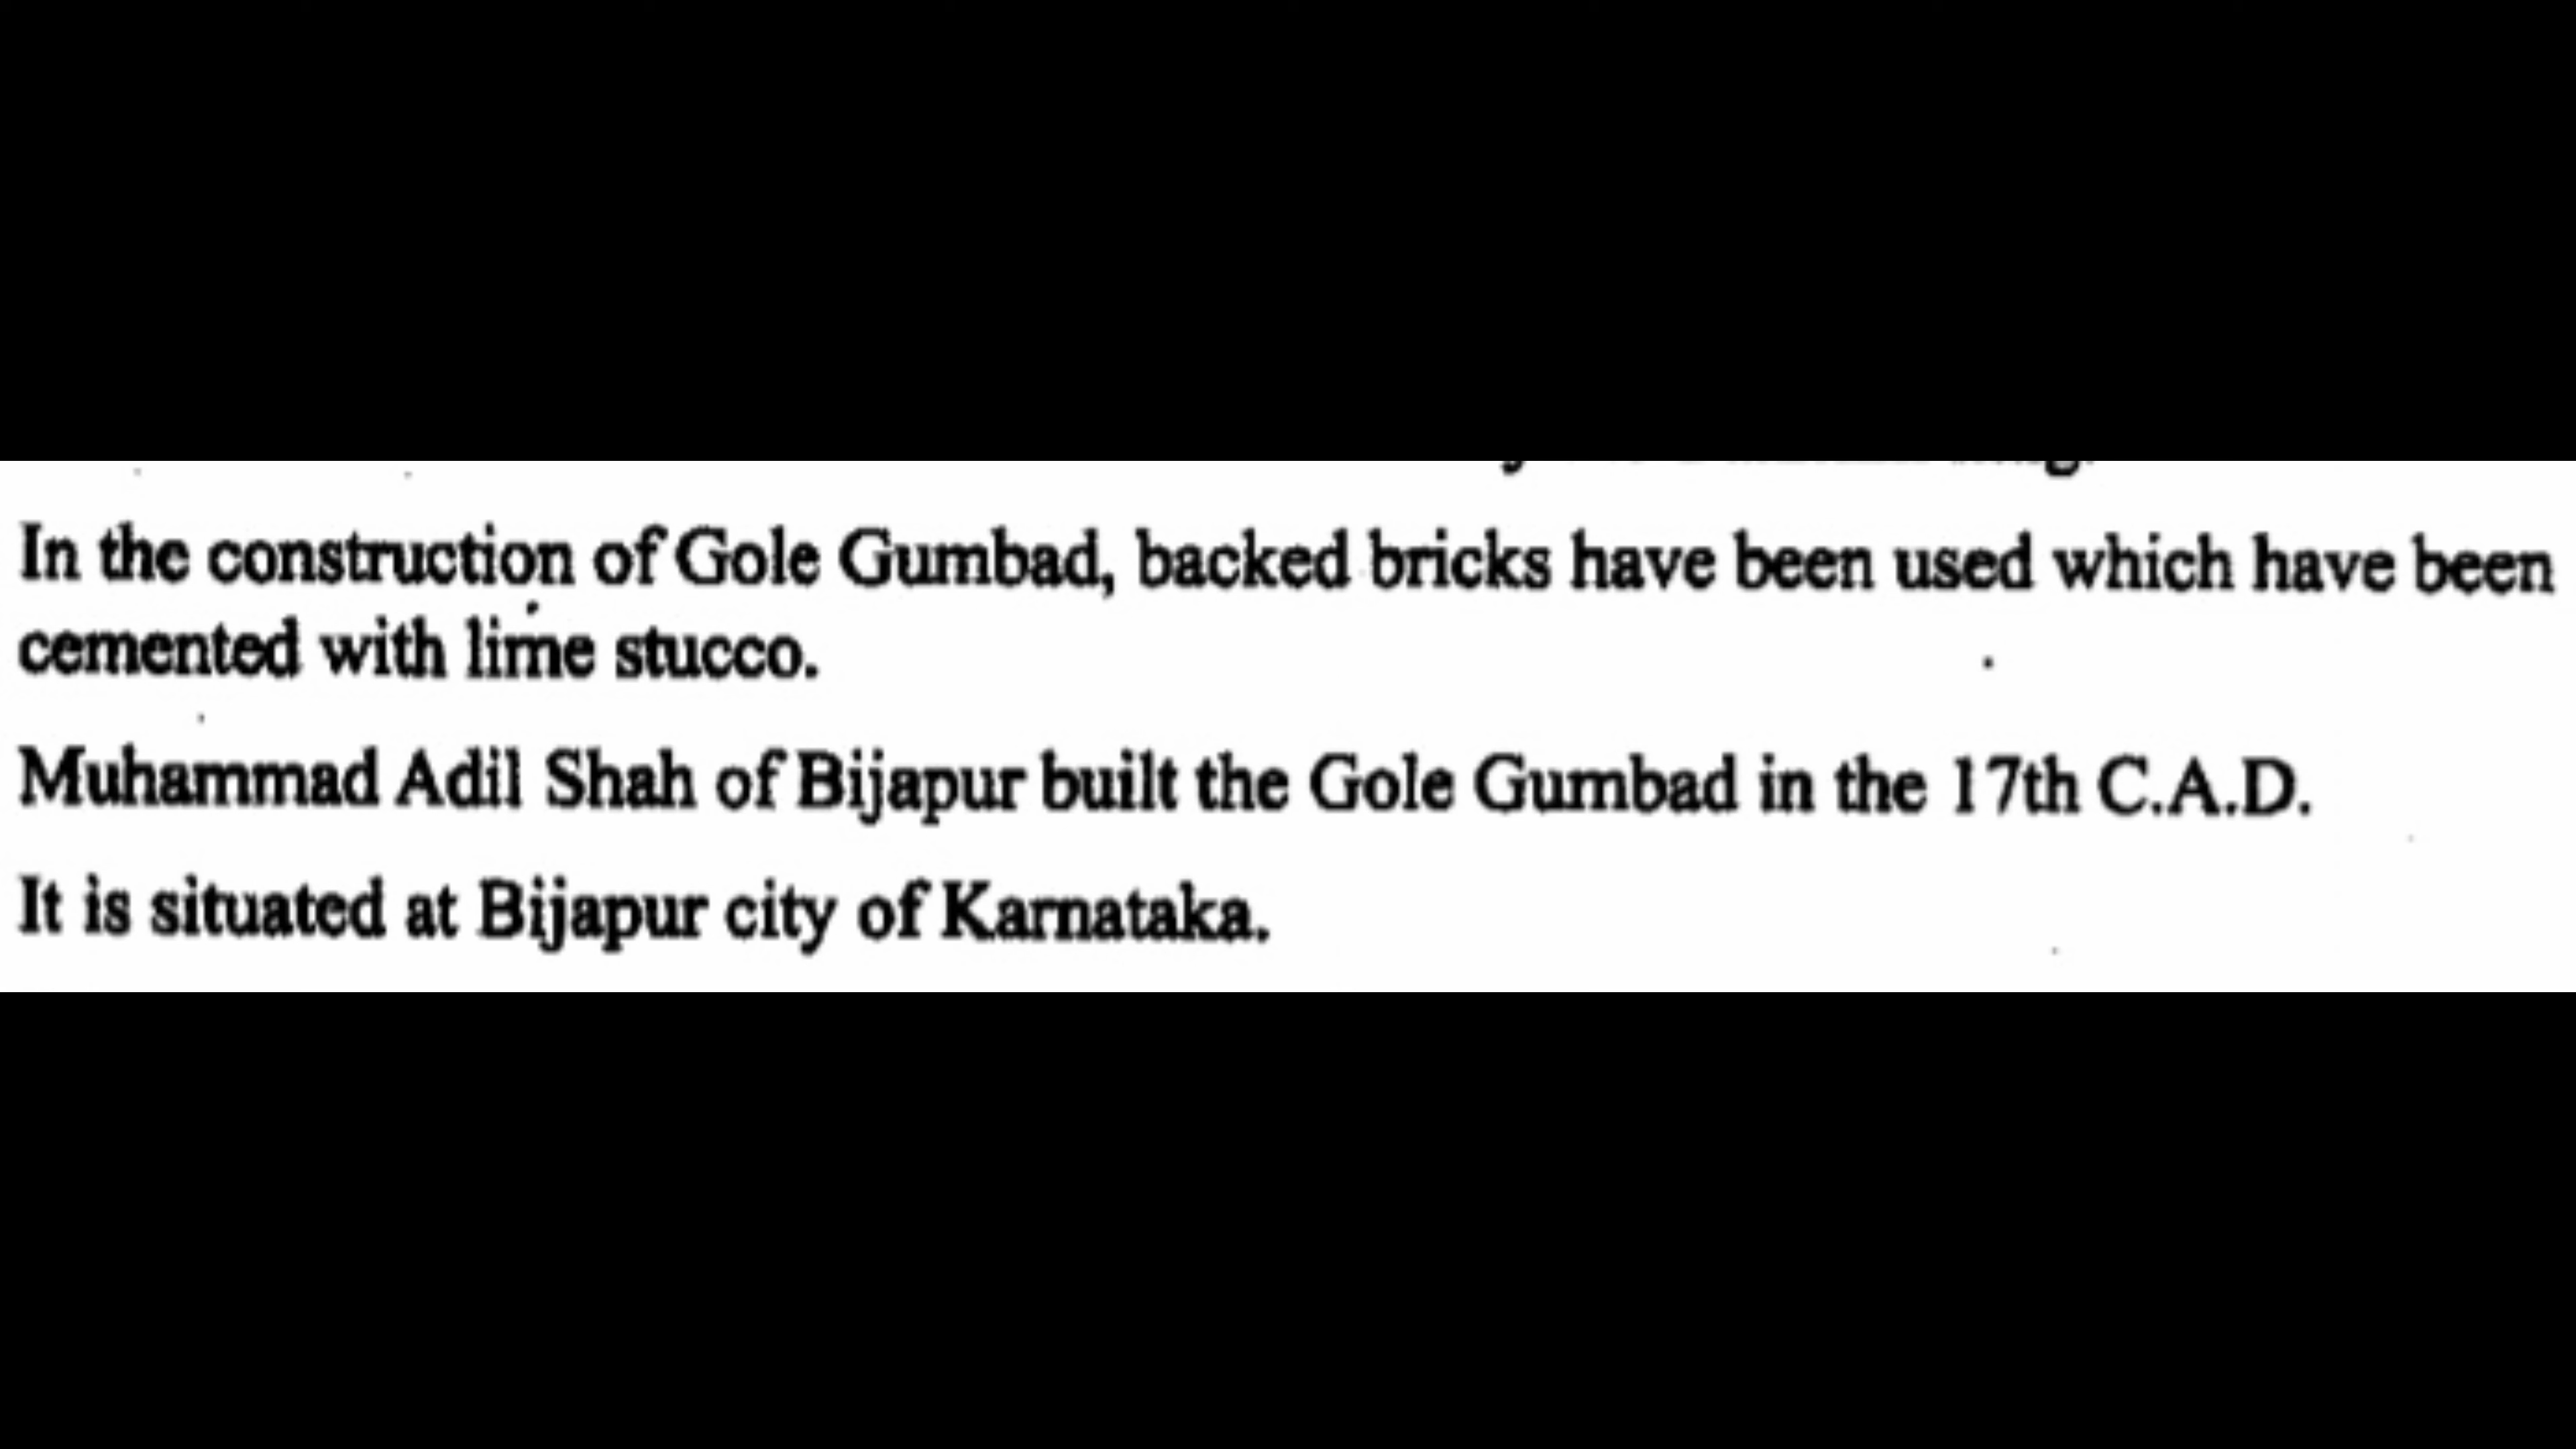 In the construction of Gole Gumbad, backed bricks have been used which have been
cemented with lime stucco.
Muhammad Adil Shah of Bijapur built the Gole Gumbad in the 17th C.A.D.
It is situated at Bijapur city of Karnataka.